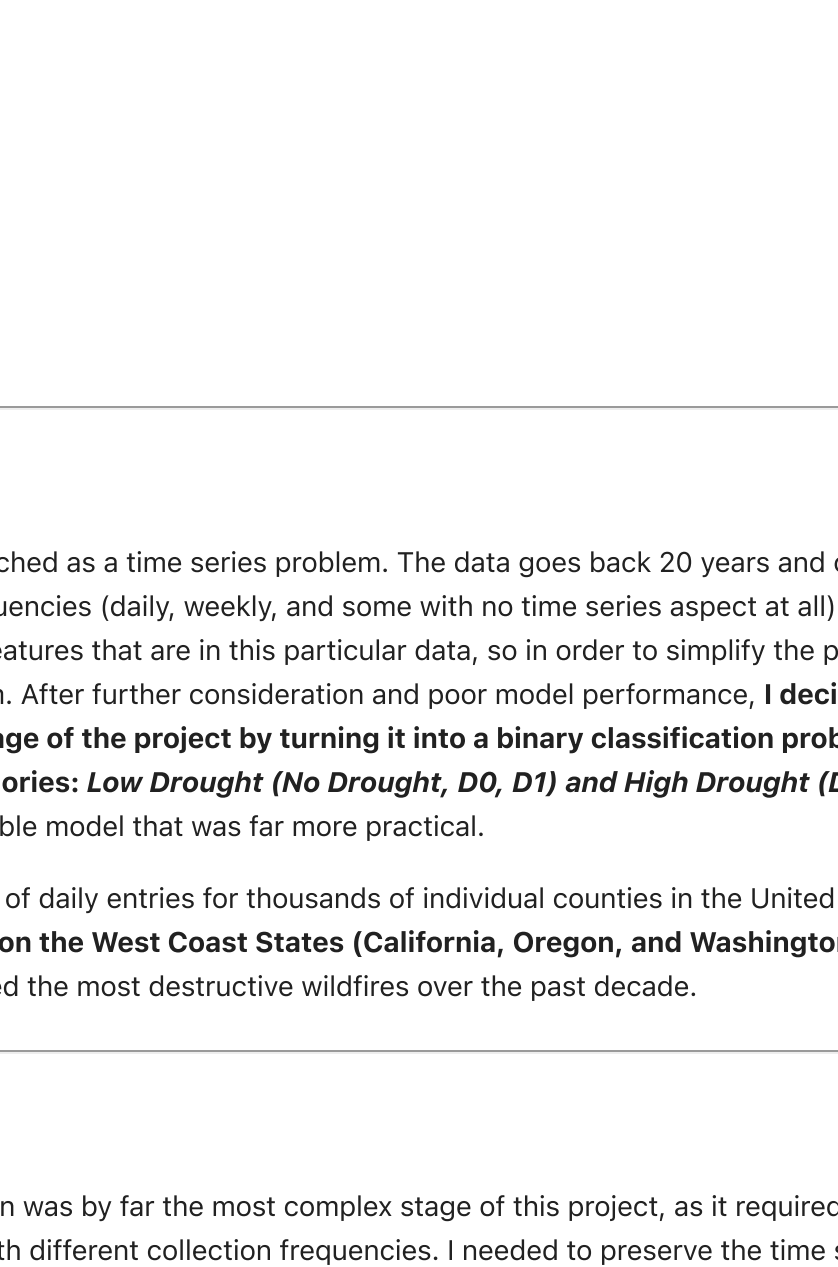 ched as a time series problem. The data goes back 20 years and
uencies (daily, weekly, and some with no time series aspect at all)
eatures that are in this particular data, so in order to simplify the p
. After further consideration and poor model performance, I deci
age of the project by turning it into a binary classification prob
ories: Low Drought (No Drought, D0, D1) and High Drought (D
ble model that was far more practical.
of daily entries for thousands of individual counties in the United
on the West Coast States (California, Oregon, and Washington
ed the most destructive wildfires over the past decade.
n was by far the most complex stage of this project, as it required
th different collection frequencies. I needed to preserve the time s